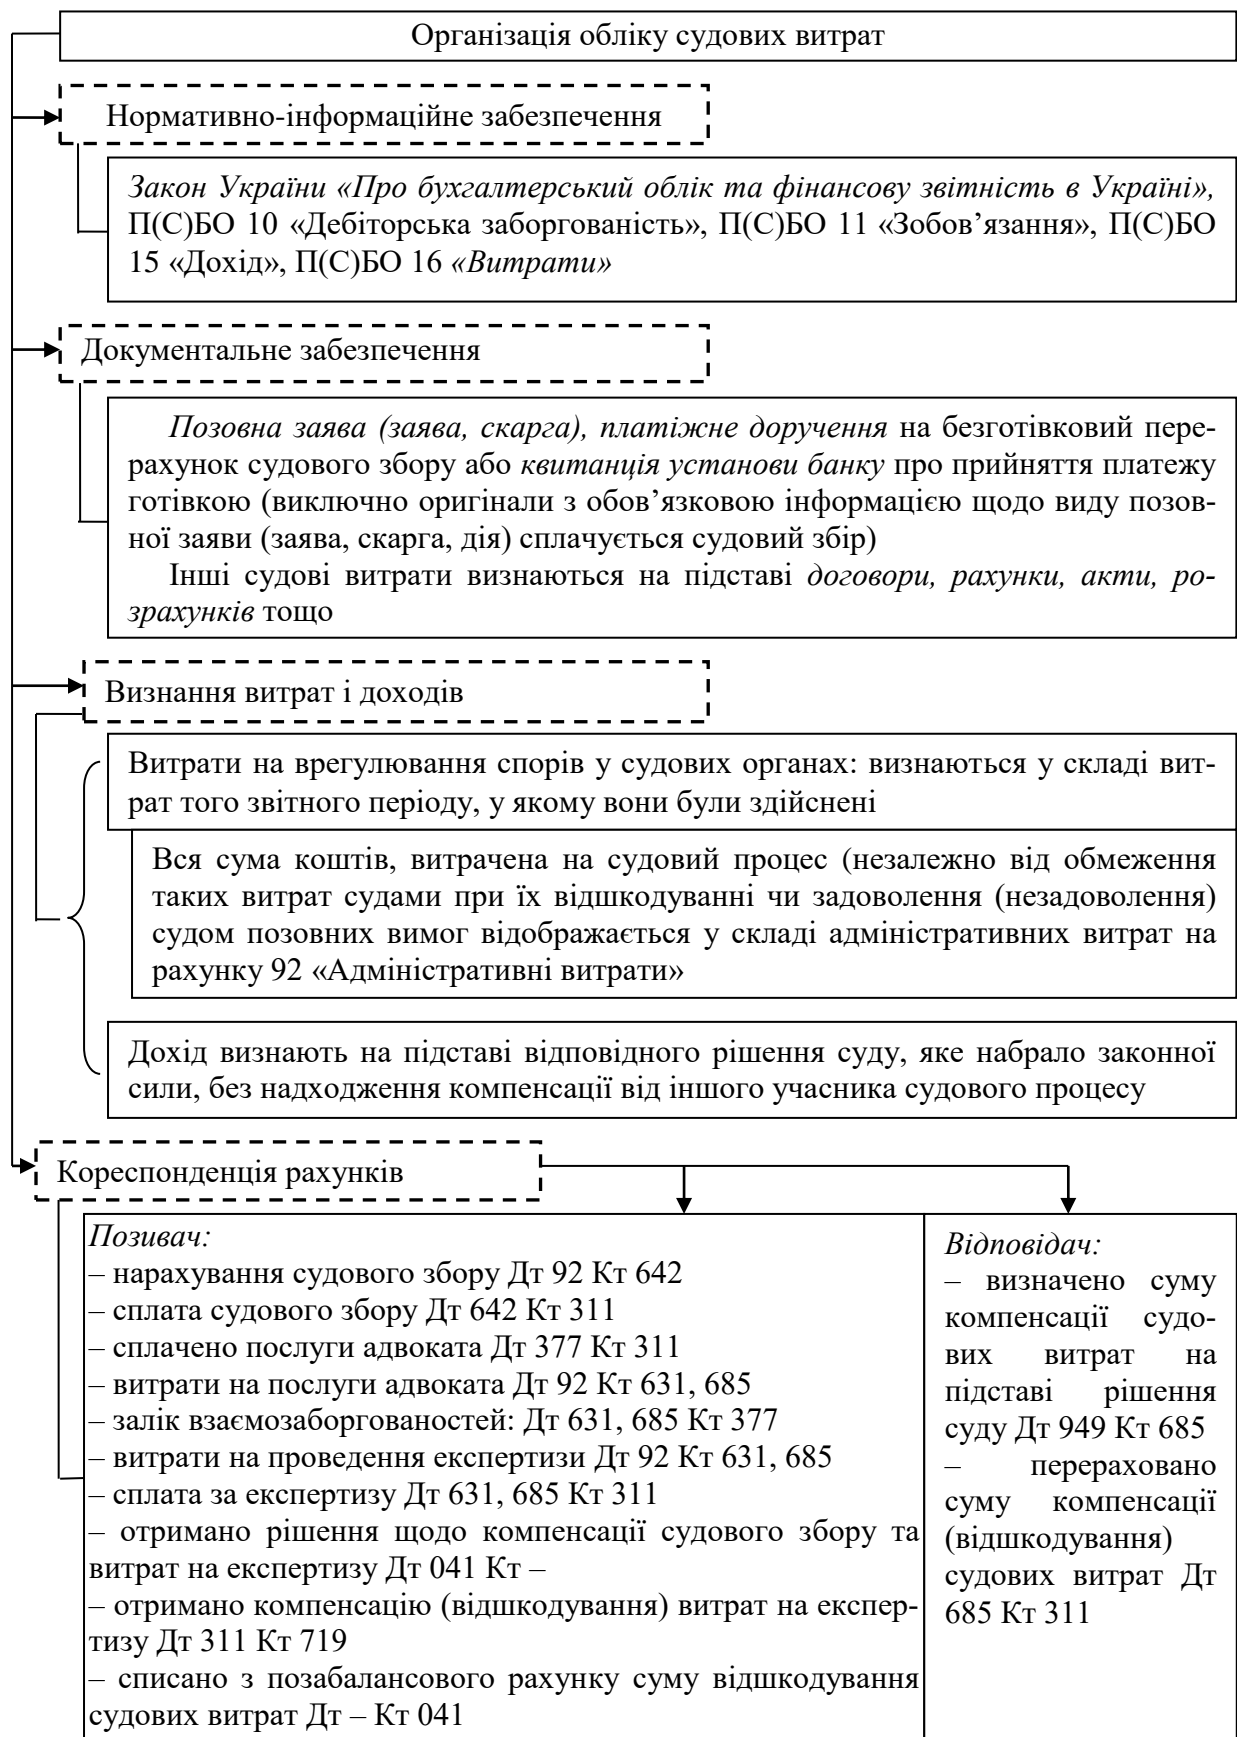 Організація обліку судових витрат
Нормативно-інформаційне забезпечення
Закон України «Про бухгалтерський облік та фінансову звітність в Україні»,
П(С)БО 10 «Дебіторська заборгованість», П(С)БО 11 «Зобов’язання», П(С)БО
15 «Дохід», П(С)БО 16 «Витрати»
Документальне забезпечення
Позовна заява (заява, скарга), платіжне доручення на безготівковий пере-
рахунок судового збору або квитанція установи банку про прийняття платежу
готівкою (виключно оригінали з обов’язковою інформацією щодо виду позов-
ної заяви (заява, скарга, дія) сплачується судовий збір)
Інші судові витрати визнаються на підставі договори, рахунки, акти, ро-
зрахунків тощо
Визнання витрат і доходів
Витрати на врегулювання спорів у судових органах: визнаються у складі вит-
рат того звітного періоду, у якому вони були здійснені
Вся сума коштів, витрачена на судовий процес (незалежно від обмеження
таких витрат судами при їх відшкодуванні чи задоволення (незадоволення)
судом позовних вимог відображається у складі адміністративних витрат на
рахунку 92 «Адміністративні витрати»
Дохід визнають на підставі відповідного рішення суду, яке набрало законної
сили, без надходження компенсації від іншого учасника судового процесу
Кореспонденція рахунків
Позивач:
– нарахування судового збору Дт 92 Кт 642
– сплата судового збору Дт 642 Кт 311
– сплачено послуги адвоката Дт 377 Кт 311
– витрати на послуги адвоката Дт 92 Кт 631, 685
– залік взаємозаборгованостей: Дт 631, 685 Кт 377
– витрати на проведення експертизи Дт 92 Кт 631, 685
– сплата за експертизу Дт 631, 685 Кт 311
– отримано рішення щодо компенсації судового збору та
витрат на експертизу Дт 041 Кт –
– отримано компенсацію (відшкодування) витрат на експер-
тизу Дт 311 Кт 719
– списано з позабалансового рахунку суму відшкодування
судових витрат Дт – Кт 041
Відповідач:
– визначено суму
компенсації судо-
вих витрат на
підставі рішення
суду Дт 949 Кт 685
– перераховано
суму компенсації
(відшкодування)
судових витрат Дт
685 Кт 311